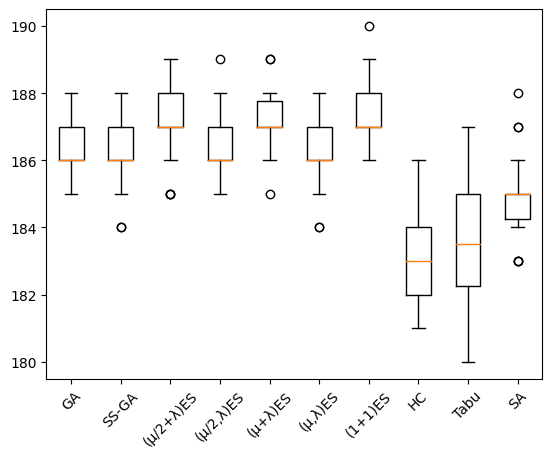 190
188
186
184
182
180
GA
SS-GA
(μ/2+λ)ES
(μ/2,λ)ES
(μ+λ)ES
(μ,λ)ES
(1+1)ES
HC
Tabu
SA